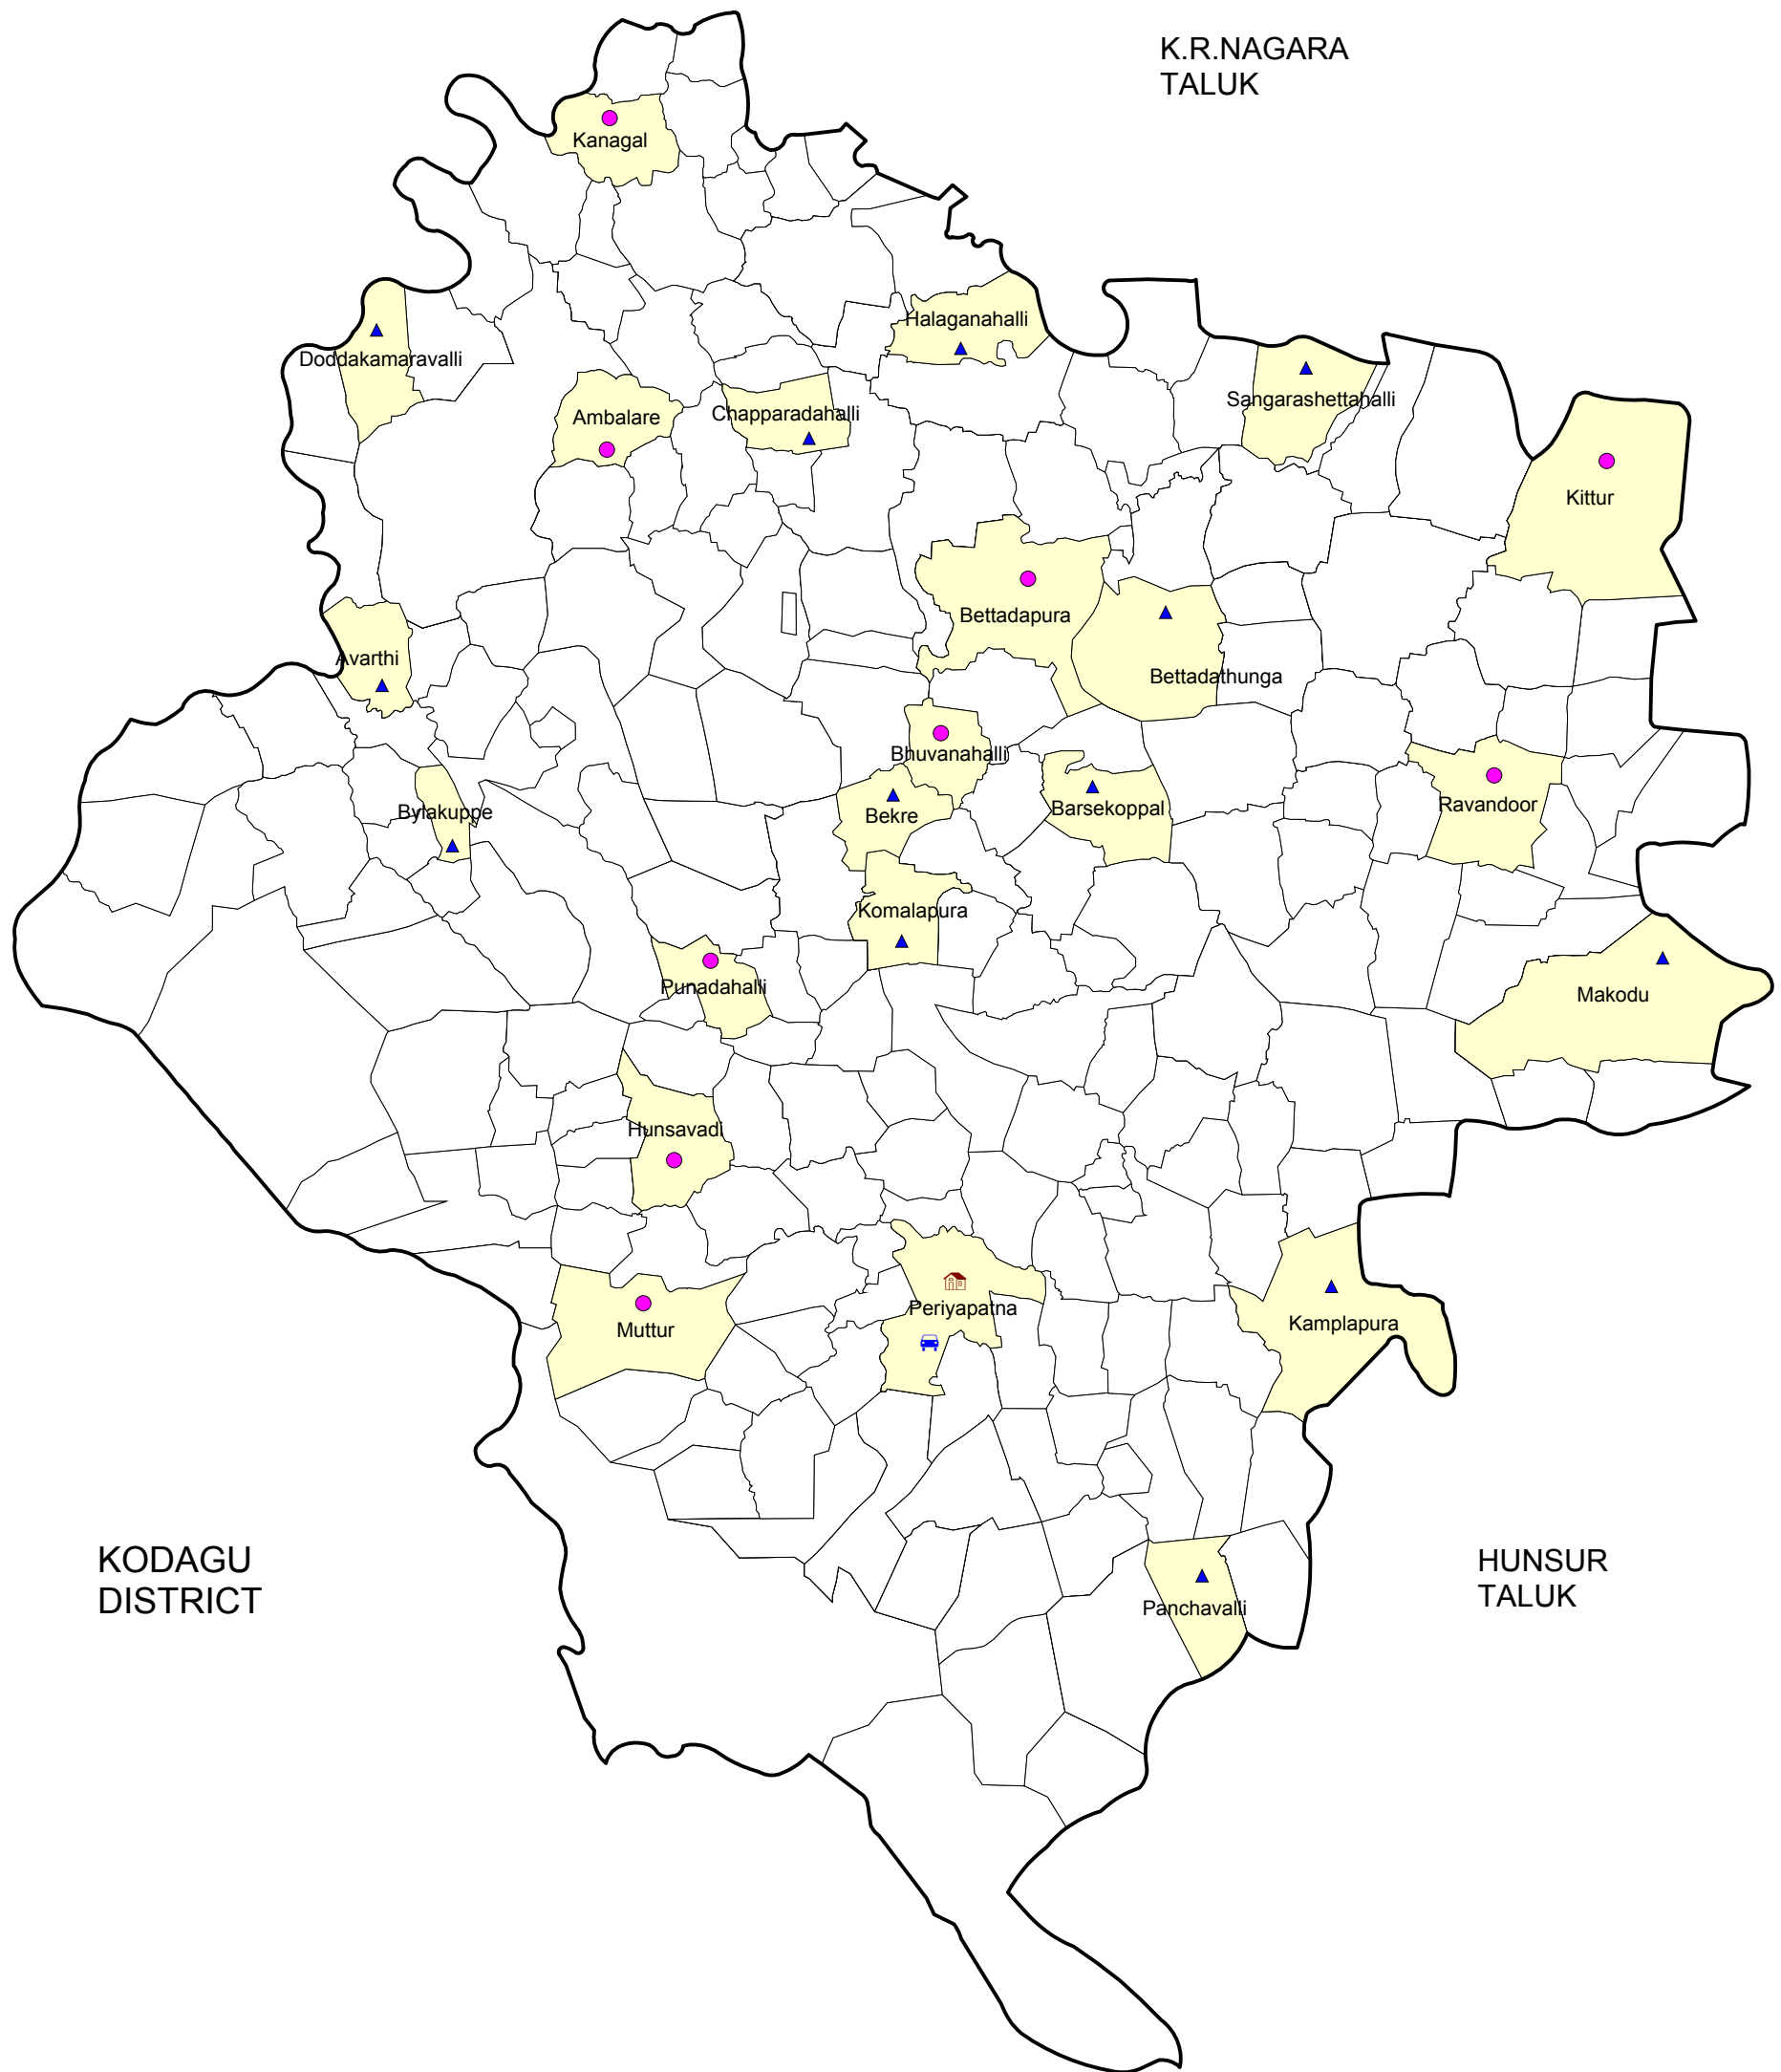 K.R.NAGARA
TALUK
Kanagal
Halaganahalli
Doddakamaravalli
Sangarashettahalli
Chapparadahalli
Ambalare
Kittur
Bettadapura
Avarthi
Bettadathunga
Bhuvanahalli
Ravandoor
Barsekoppal
Bylakuppe
Bekre
Komalapura
Punadahalli
Makodu
Hunsavadi
Periyapatna
Kamplapura
Muttur
KODAGU
DISTRICT
HUNSUR
TALUK
Panchavalli